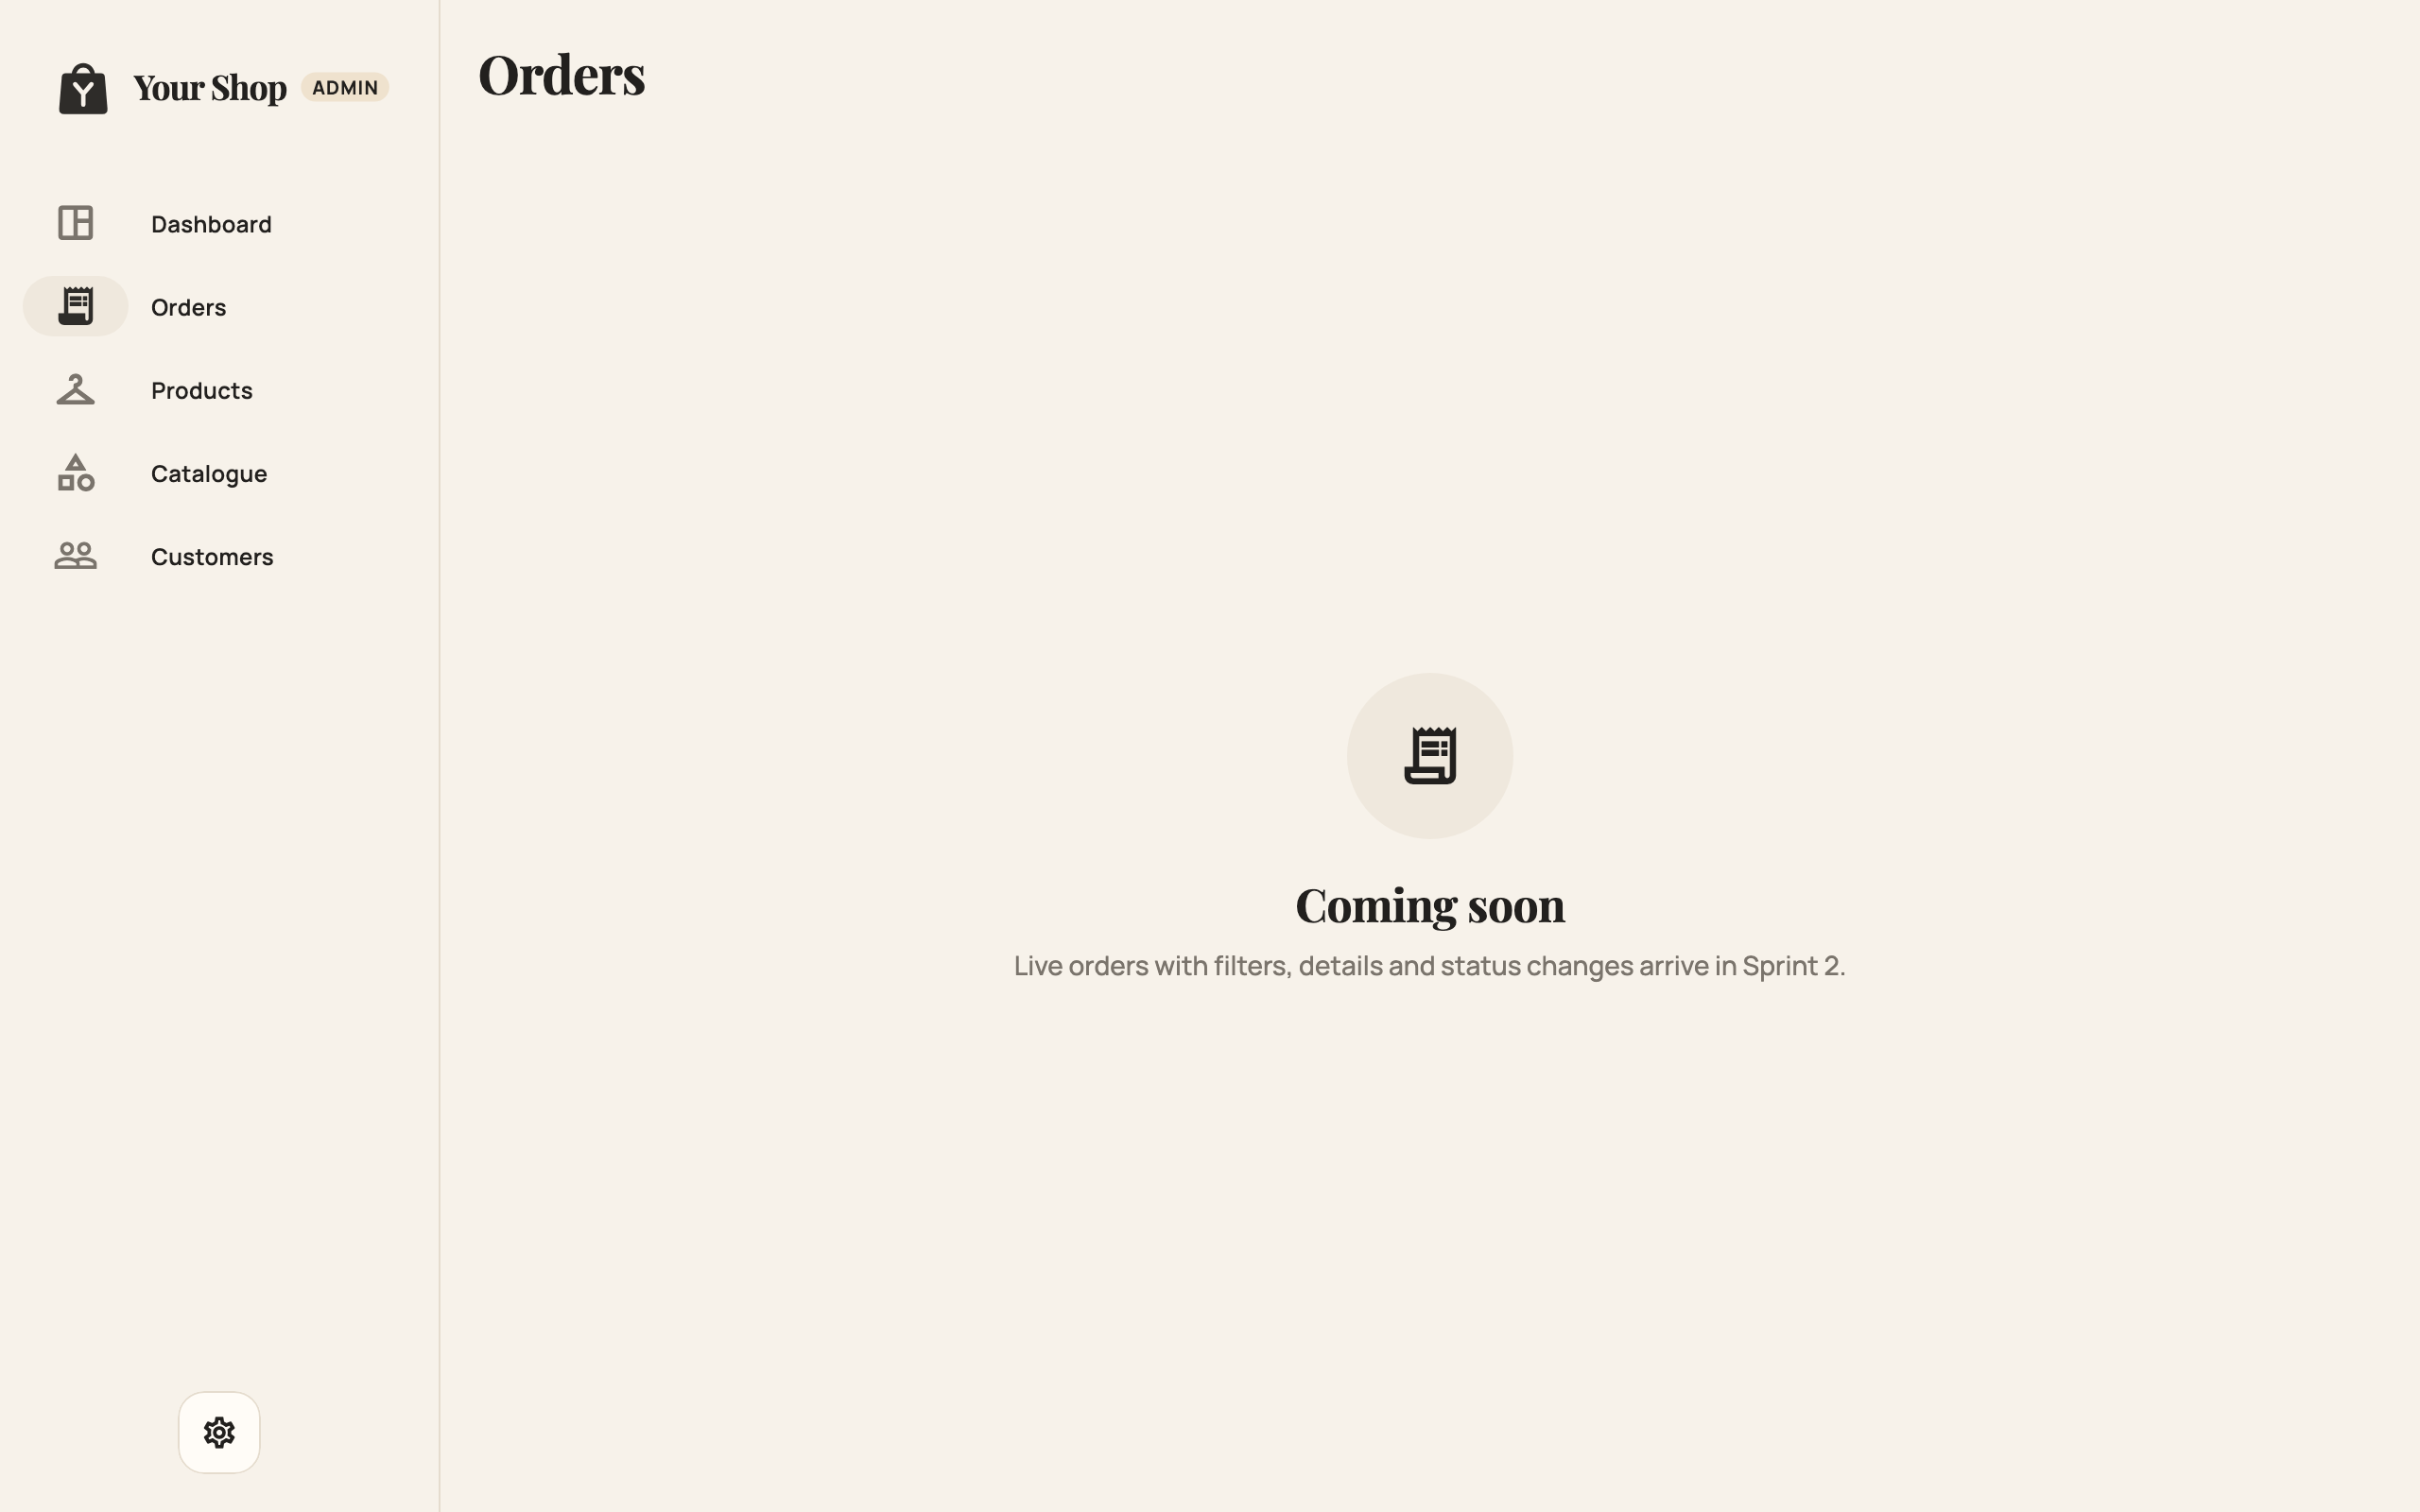 Your Shop ADMIN
Dashboard
Orders
Products
Catalogue
Customers
Orders
Coming soon
Live orders with filters, details and status changes arrive in Sprint 2.